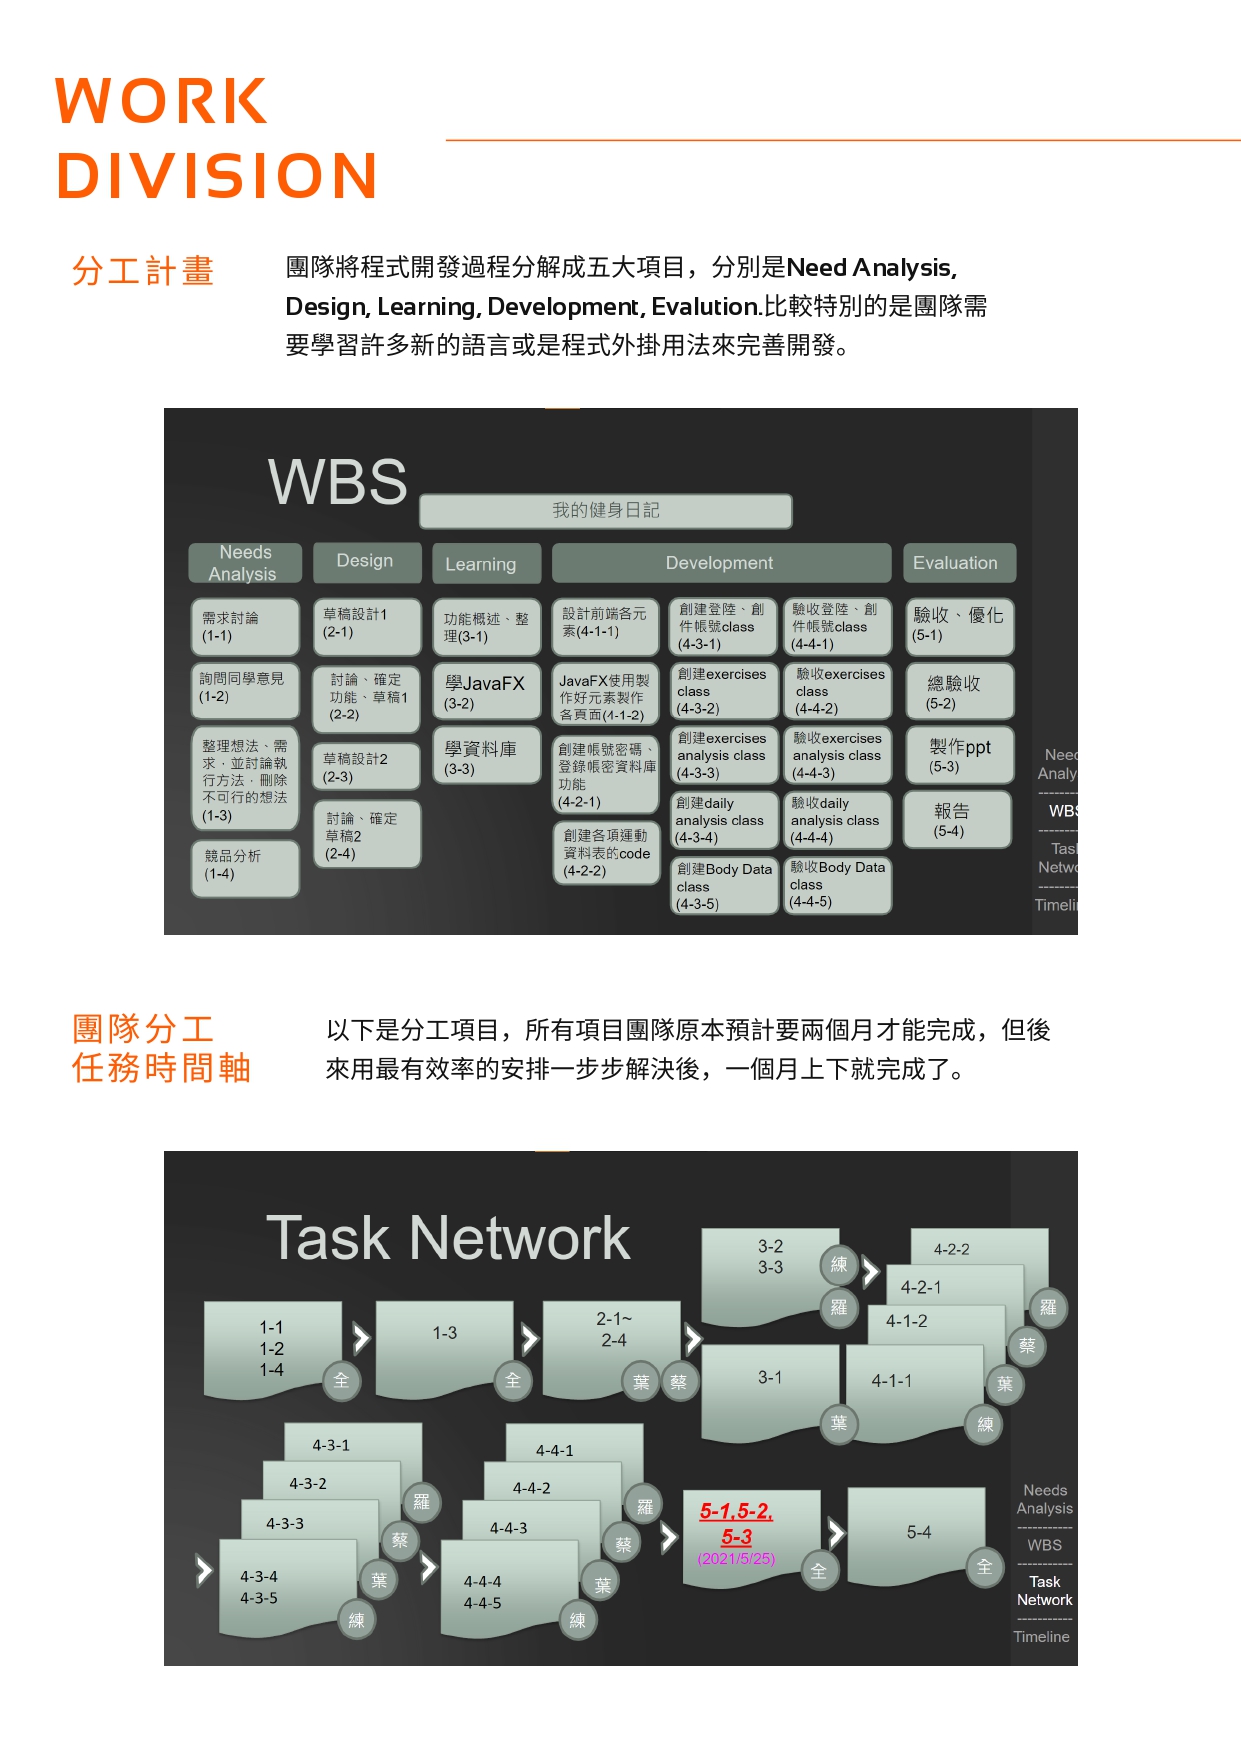 WORK
DIVISION
分工計畫
團隊將程式開發過程分解成五大項目，分別是Need Analysis,
Design, Learning, Development, Evalution.比較特別的是團隊需
要學習許多新的語言或是程式外掛用法來完善開發。
WBS
我的健身日記
Needs
Analysis
Design
Learning
Development
Evaluation
需求討論
(1-1)
詢問同學意見
(1-2)
整理想法、需
求，並討論執
行方法，刪除
不可行的想法
(1-3)
競品分析
(1-4)
草稿設計1
(2-1)
討論、確定
功能、草稿1
(2-2)
草稿設計2
(2-3)
討論、確定
草稿2
(2-4)
功能概述、整
理(3-1)
學JavaFX
(3-2)
學資料庫
(3-3)
設計前端各元
素(4-1-1)
JavaFX使用製
作好元素製作
各頁面(4-1-2)
創建帳號密碼、
登錄帳密資料庫
功能
(4-2-1)
創建各項運動
資料表的code
(4-2-2)
創建登陸、創
件帳號class
(4-3-1)
創建exercises
class
(4-3-2)
創建exercises
analysis class
(4-3-3)
創建daily
analysis class
(4-3-4)
創建Body Data
class
(4-3-5)
驗收登陸、創
件帳號class
(4-4-1)
驗收exercises
class
(4-4-2)
驗收exercises
analysis class
(4-4-3)
驗收daily
analysis class
(4-4-4)
驗收Body Data
class
(4-4-5)
驗收、優化
(5-1)
總驗收
(5-2)
製作ppt
(5-3)
報告
(5-4)
Need
Analy
-------
WBS
-------
Task
Netwo
-------
Timelin
團隊分工
任務時間軸
以下是分工項目，所有項目團隊原本預計要兩個月才能完成，但後
來用最有效率的安排一步步解決後，一個月上下就完成了。
Task Network
1-1
1-2
1-4
全
1-3
全
2-1~
2-4
葉
蔡
3-2
3-3
練
羅
3-1
葉
4-2-2
羅
4-2-1
蔡
4-1-2
葉
4-1-1
練
4-3-1
羅
4-3-2
蔡
4-3-3
葉
4-3-4
4-3-5
練
4-4-1
羅
4-4-2
蔡
4-4-3
葉
4-4-4
4-4-5
練
5-1,5-2,
5-3
(2021/5/25)
全
5-4
全
Needs
Analysis
-----------
WBS
-----------
Task
Network
-----------
Timeline